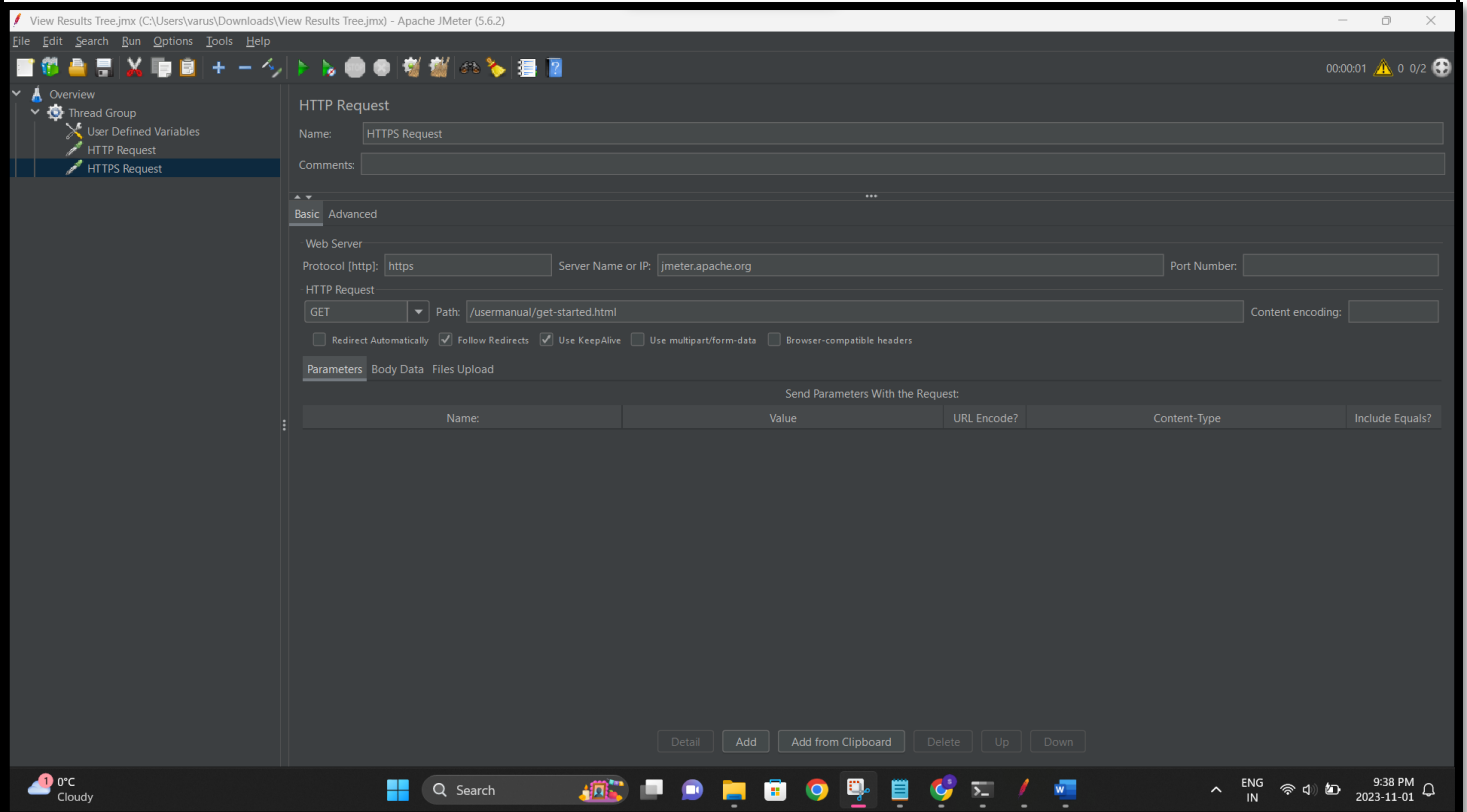 View Results Tree.jmx (C:\Users\varus\Downloads\View Results Tree.jmx) - Apache JMeter (5.6.2)
File Edit Search Run Options Tools Help
00:00:01 0 0/2
Overview
Thread Group
User Defined Variables
HTTP Request
HTTPS Request
HTTP Request
Name: HTTPS Request
Comments:
Basic Advanced
Web Server
Protocol [http]: https Server Name or IP: jmeter.apache.org Port Number:
HTTP Request
GET Path: /usermanual/get-started.html Content encoding:
Redirect Automatically Follow Redirects Use KeepAlive Use multipart/form-data Browser-compatible headers
Parameters Body Data Files Upload
Send Parameters With the Request:
Name: Value URL Encode? Content-Type Include Equals?
Detail Add Add from Clipboard Delete Up Down
1 0°C
Cloudy
Search
ENG
IN
9:38 PM
2023-11-01